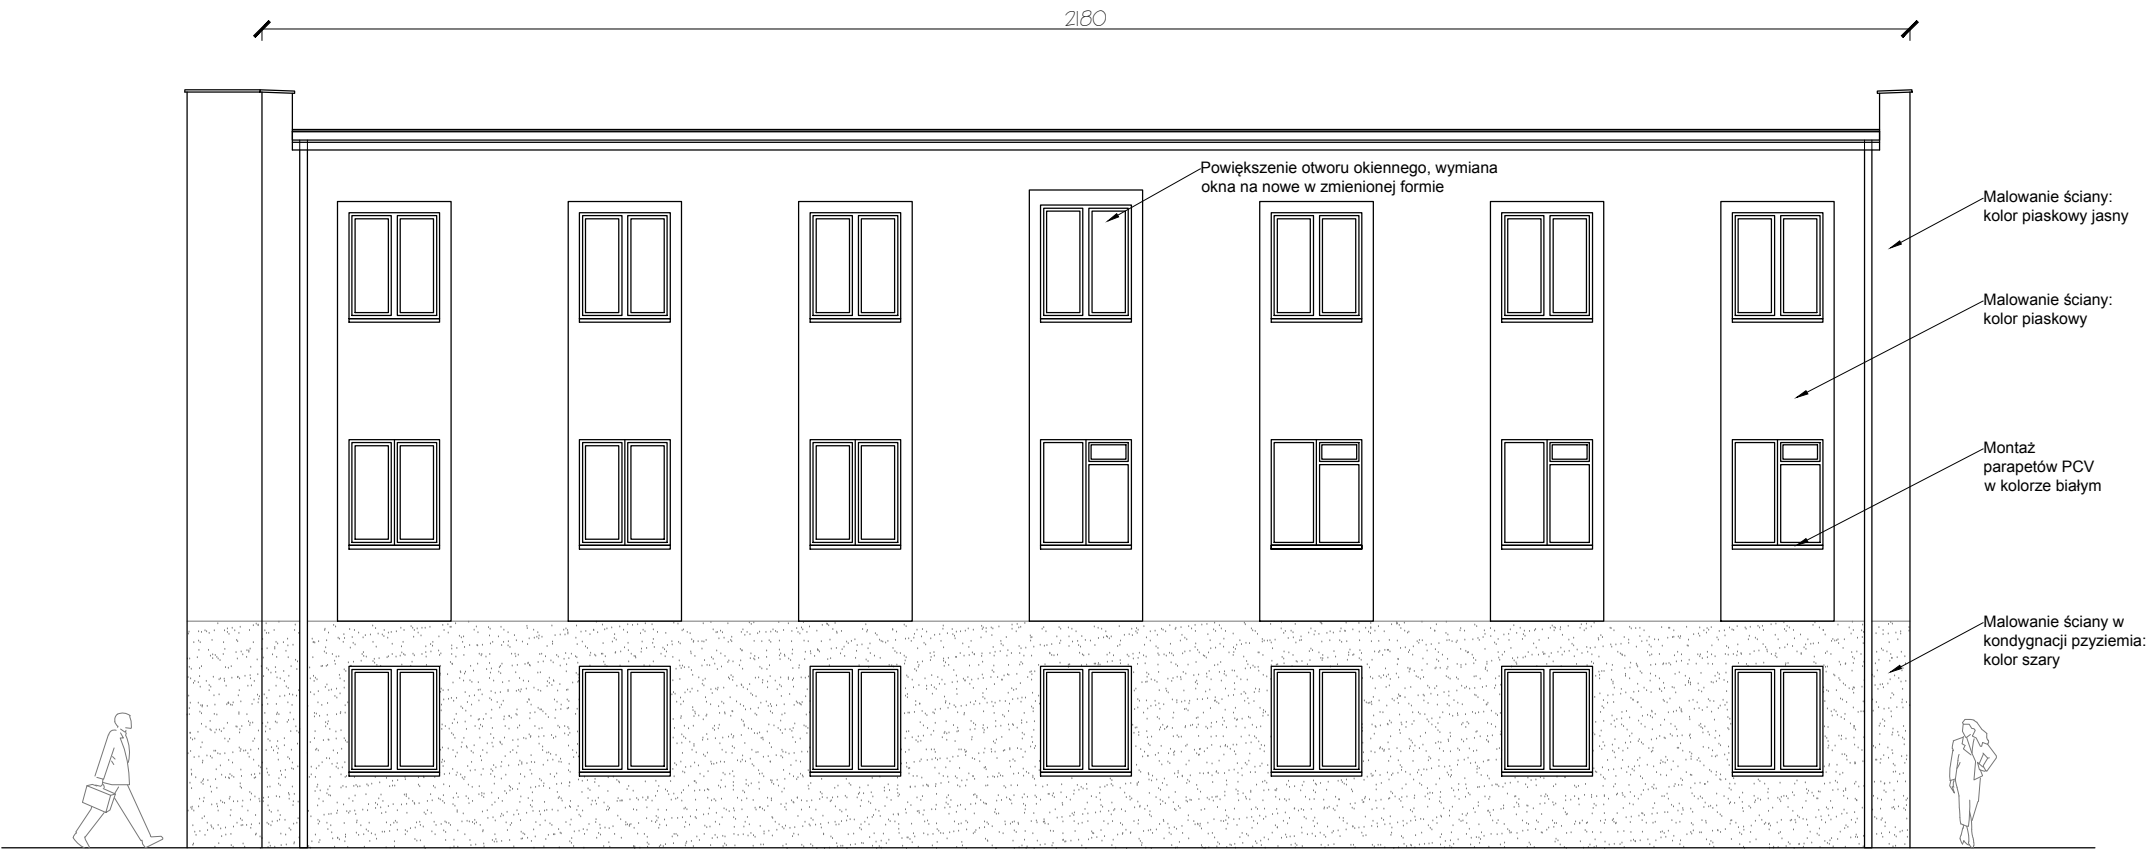 2180
Powiększenie otworu okiennego, wymiana
okna na nowe w zmienionej formie
Malowanie ściany:
kolor piaskowy jasny
Malowanie ściany:
kolor piaskowy
Montaż
parapetów PCV
w kolorze białym
Malowanie ściany w
kondygnacji pzyziemia:
kolor szary